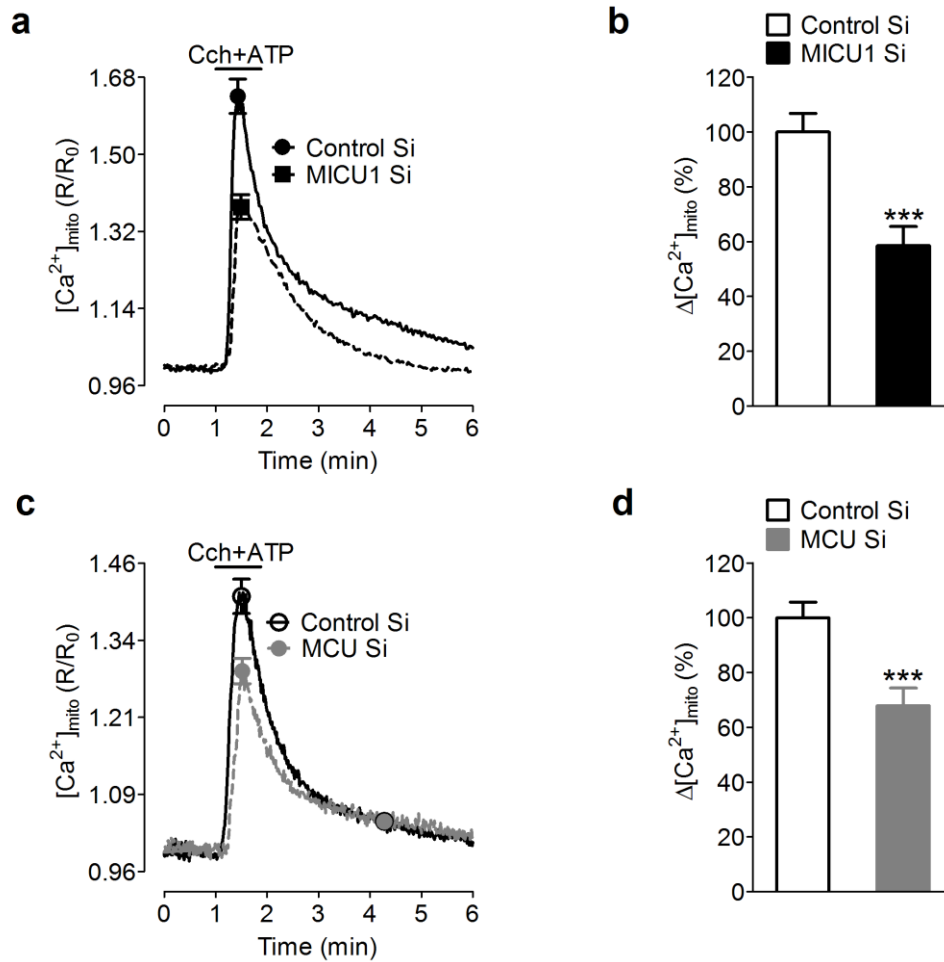 a
Cch+ATP
1.68
1.50
1.32
1.14
0.96
[Ca²⁺]mito (R/R₀)
Control Si
MICU1 Si
0 1 2 3 4 5 6
Time (min)
b
Control Si
MICU1 Si
120
100
80
60
40
20
0
Δ[Ca²⁺]mito (%)
***
c
Cch+ATP
1.46
1.34
1.21
1.09
0.96
[Ca²⁺]mito (R/R₀)
Control Si
MCU Si
0 1 2 3 4 5 6
Time (min)
d
Control Si
MCU Si
120
100
80
60
40
20
0
Δ[Ca²⁺]mito (%)
***